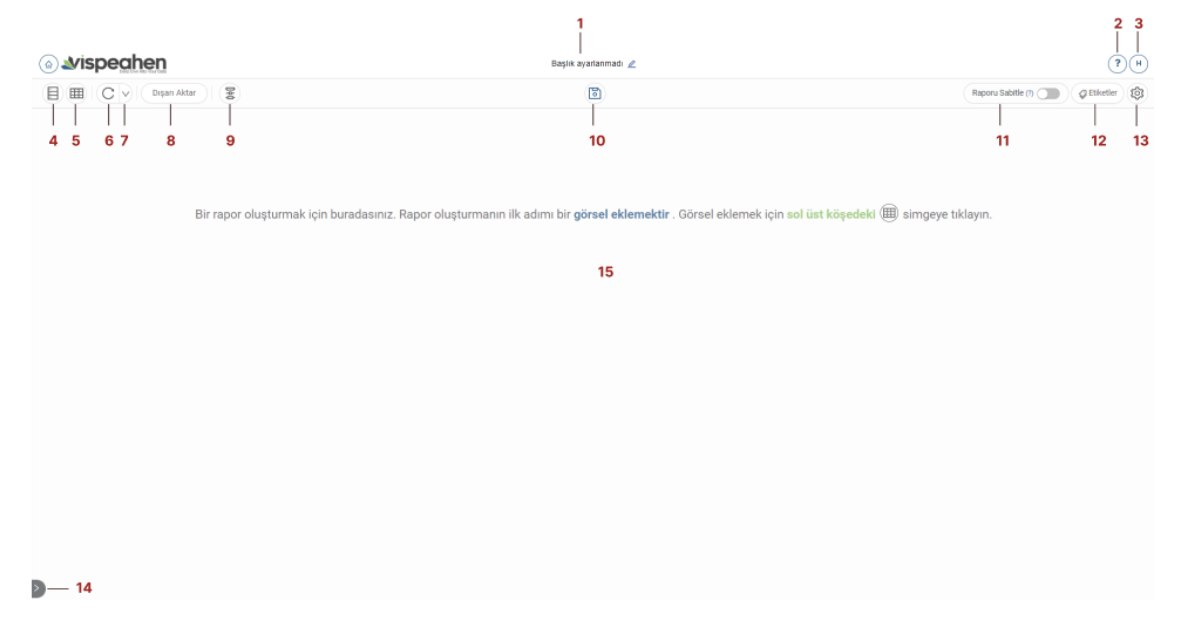 1
2 3
vispeahen
Başlık ayarlanmadı
?
H
Dışarı Aktar
Raporu Sabitle (?)
Etiketler
4 5 6 7 8 9 10 11 12 13
Bir rapor oluşturmak için buradasınız. Rapor oluşturmanın ilk adımı bir görsel eklemektir . Görsel eklemek için sol üst köşedeki simgeye tıklayın.
15
14